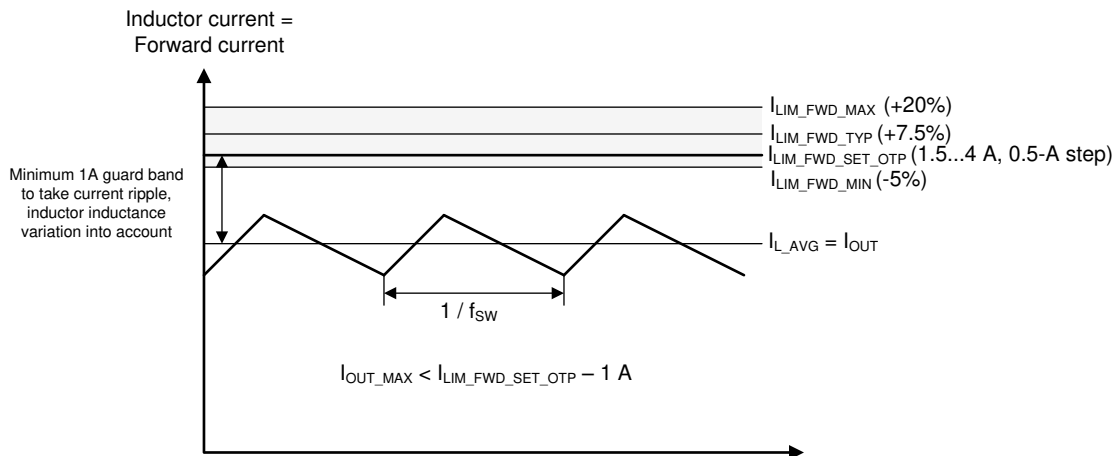 Inductor current =
Forward current
I_LIM_FWD_MAX (+20%)
I_LIM_FWD_TYP (+7.5%)
I_LIM_FWD_SET_OTP (1.5...4 A, 0.5-A step)
I_LIM_FWD_MIN (-5%)
Minimum 1A guard band
to take current ripple,
inductor inductance
variation into account
I_L_AVG = I_OUT
1 / f_SW
I_OUT_MAX < I_LIM_FWD_SET_OTP – 1 A